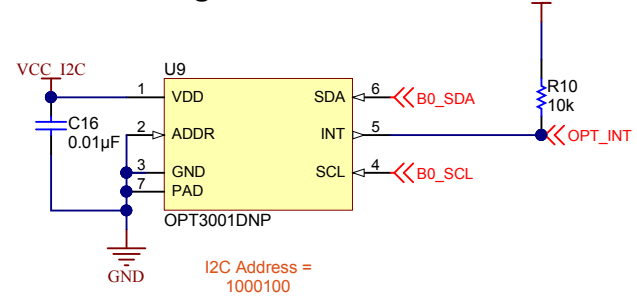 VCC_I2C
U9
1
VDD
SDA
6
B0_SDA
R10
10k
C16
0.01µF
2
ADDR
INT
5
OPT_INT
3
GND
SCL
4
B0_SCL
7
PAD
OPT3001DNP
GND
I2C Address =
1000100